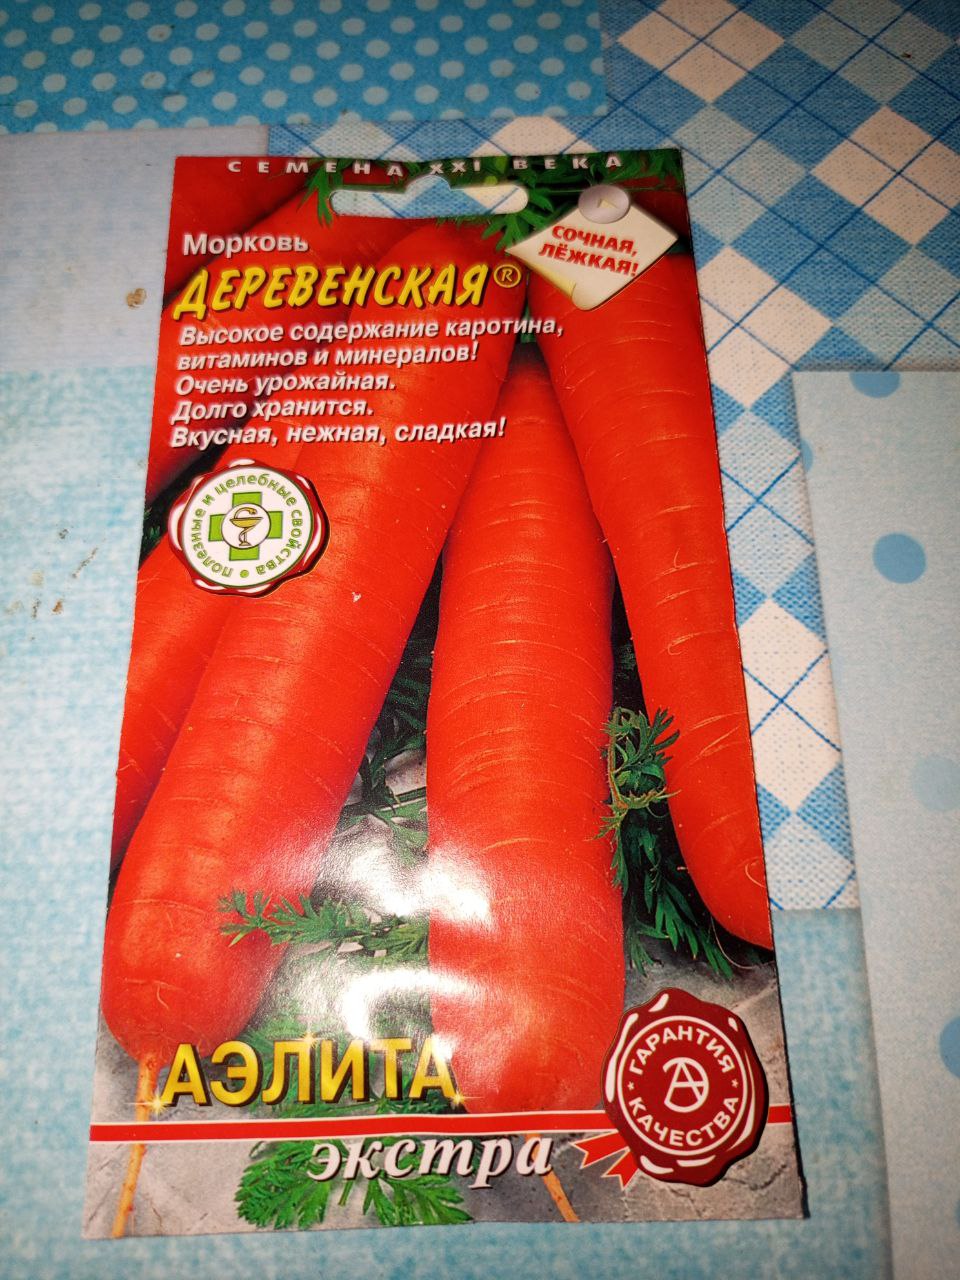 СЕМЕНА XXI ВЕКА
СОЧНАЯ,
ЛЁЖКАЯ!
Морковь
ДЕРЕВЕНСКАЯ®
Высокое содержание каротина,
витаминов и минералов!
Очень урожайная.
Долго хранится.
Вкусная, нежная, сладкая!
полезные и целебные свойства
АЭЛИТА
ГАРАНТИЯ
КАЧЕСТВА
экстра